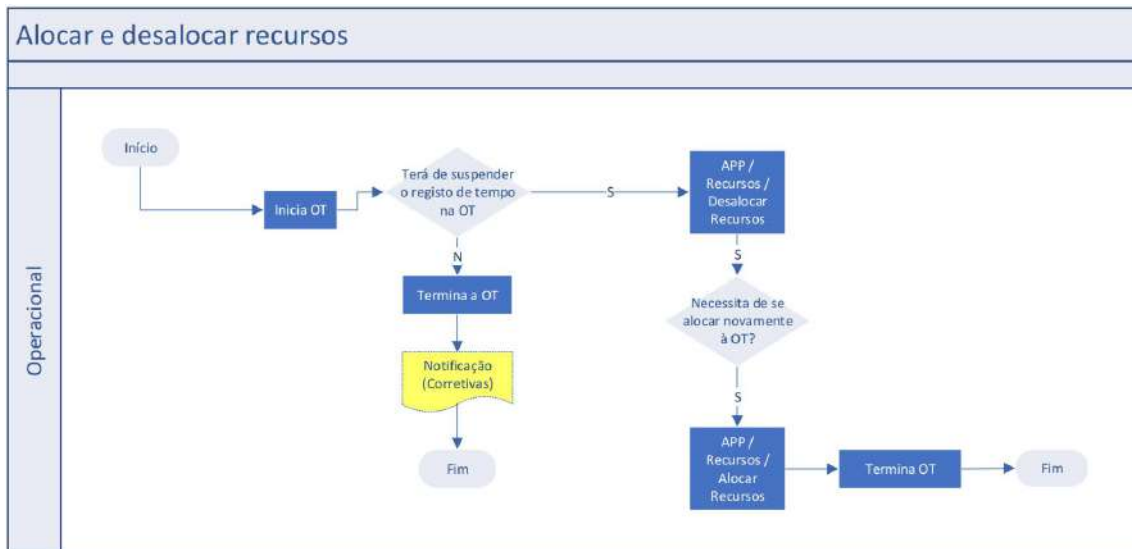 Alocar e desalocar recursos
Operacional
Início
Inicia OT
Terá de suspender
o registo de tempo
na OT
S
APP /
Recursos /
Desalocar
Recursos
N
S
Termina a OT
Necessita de se
alocar novamente
à OT?
Notificação
(Corretivas)
S
Fim
APP /
Recursos /
Alocar
Recursos
Termina OT
Fim